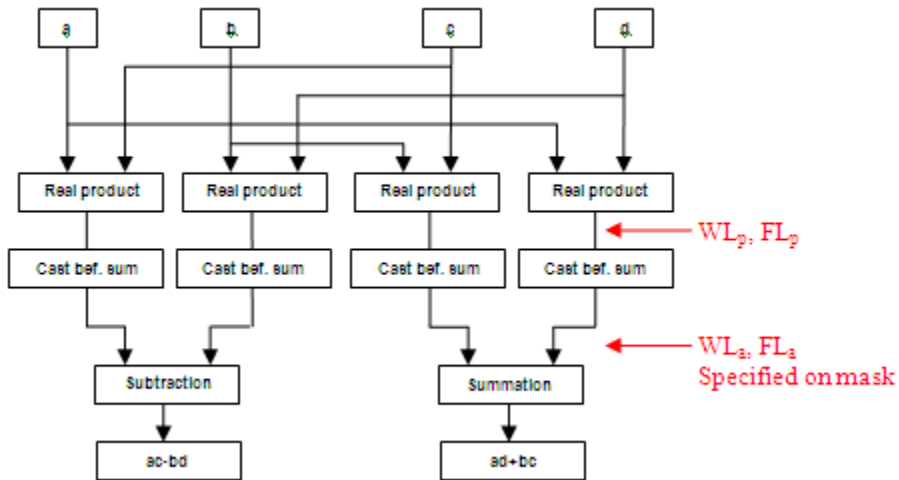 a b c d
Real product Real product Real product Real product
WLp, FLp
Cast bef. sum Cast bef. sum Cast bef. sum Cast bef. sum
WLa, FLa
Specified on mask
Subtraction Summation
ac-bd ad+bc